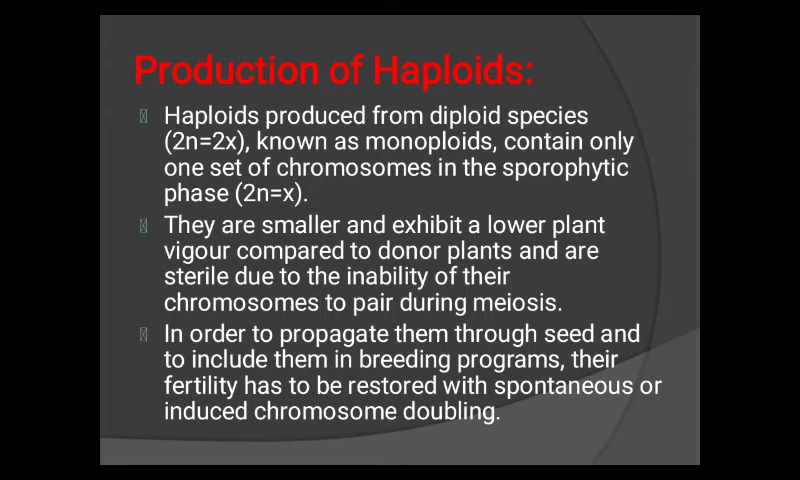 Production of Haploids:
Haploids produced from diploid species
(2n=2x), known as monoploids, contain only
one set of chromosomes in the sporophytic
phase (2n=x).
They are smaller and exhibit a lower plant
vigour compared to donor plants and are
sterile due to the inability of their
chromosomes to pair during meiosis.
In order to propagate them through seed and
to include them in breeding programs, their
fertility has to be restored with spontaneous or
induced chromosome doubling.